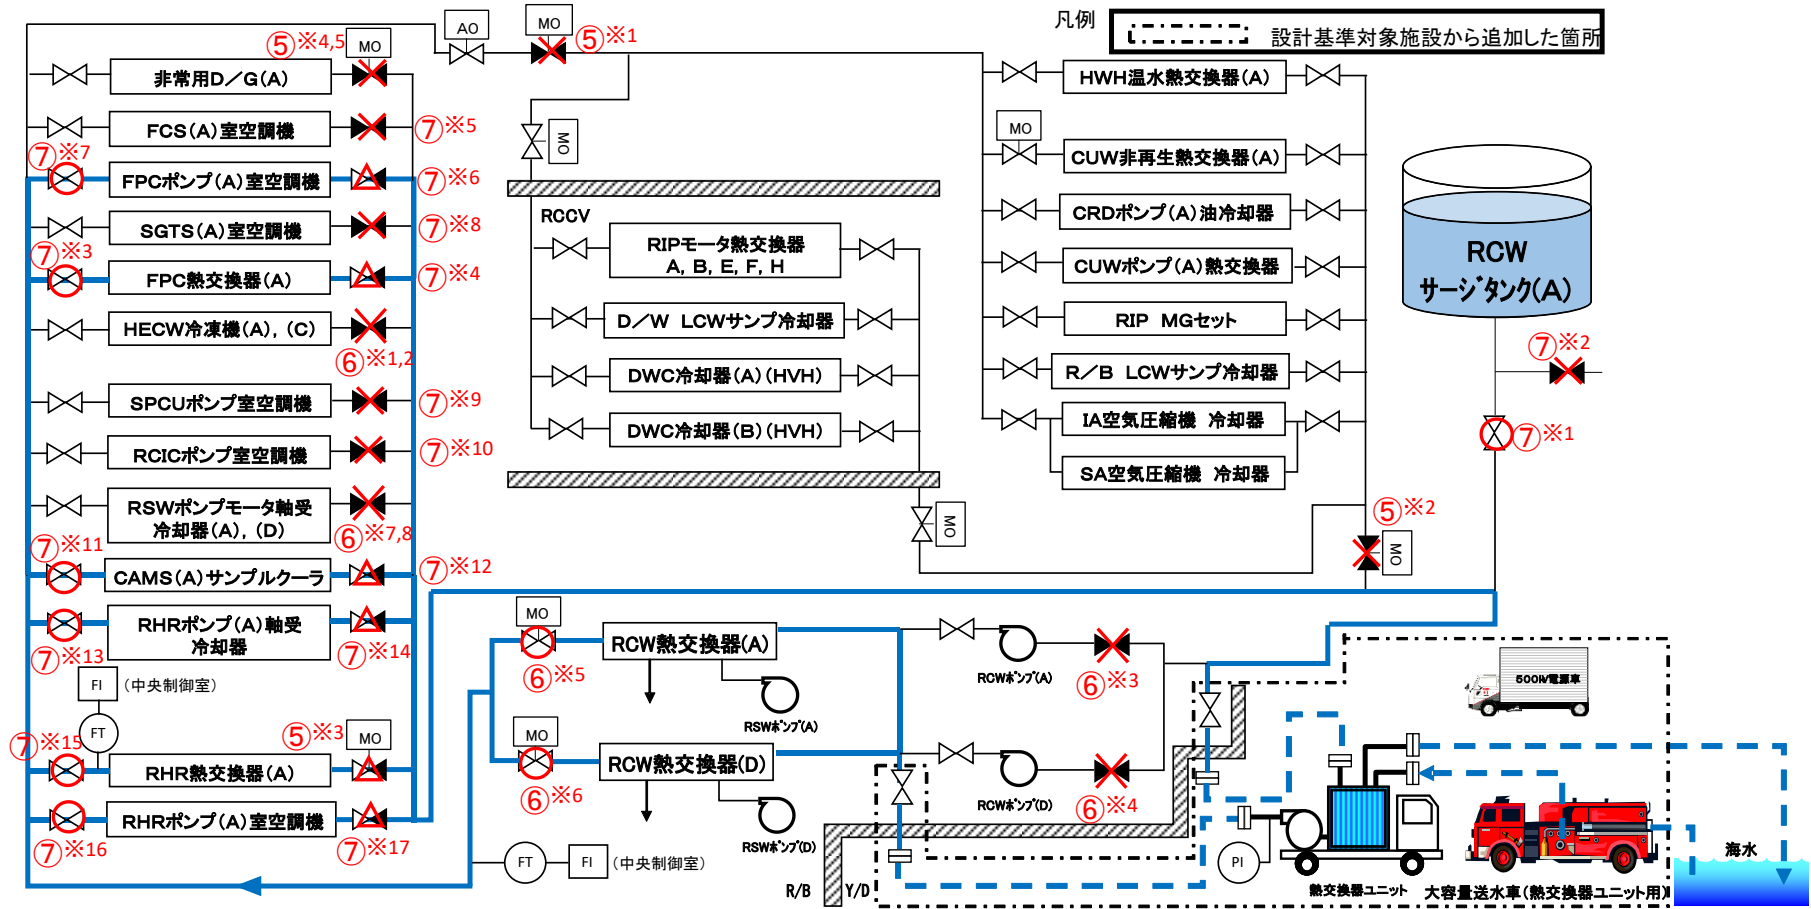 凡例
設計基準対象施設から追加した箇所
AO
MO
⑤※1
⑤※4,5
MO
非常用D／G(A)
FCS(A)室空調機
⑦※5
⑦※7
FPCポンプ(A)室空調機
⑦※6
SGTS(A)室空調機
⑦※8
⑦※3
FPC熱交換器(A)
⑦※4
HECW冷凍機(A), (C)
⑥※1,2
SPCUポンプ室空調機
⑦※9
RCICポンプ室空調機
⑦※10
RSWポンプモータ軸受
冷却器(A), (D)
⑥※7,8
⑦※11
CAMS(A)サンプルクーラ
⑦※12
RHRポンプ(A)軸受
冷却器
⑦※13
⑦※14
FI
(中央制御室)
FT
⑦※15
⑤※3
MO
RHR熱交換器(A)
RHRポンプ(A)室空調機
⑦※16
⑦※17
MO
RCCV
RIPモータ熱交換器
A, B, E, F, H
D／W LCWサンプ冷却器
DWC冷却器(A)(HVH)
DWC冷却器(B)(HVH)
MO
HWH温水熱交換器(A)
MO
CUW非再生熱交換器(A)
CRDポンプ(A)油冷却器
CUWポンプ(A)熱交換器
RIP MGセット
R／B LCWサンプ冷却器
IA空気圧縮機 冷却器
SA空気圧縮機 冷却器
⑤※2
MO
RCW
サージタンク(A)
⑦※2
⑦※1
MO
⑥※5
RCW熱交換器(A)
RSWポンプ(A)
RCWポンプ(A)
⑥※3
MO
⑥※6
RCW熱交換器(D)
RSWポンプ(D)
RCWポンプ(D)
⑥※4
FT
FI
(中央制御室)
R/B
Y/D
PI
500kV電源車
熱交換器ユニット
大容量送水車(熱交換器ユニット用)
海水